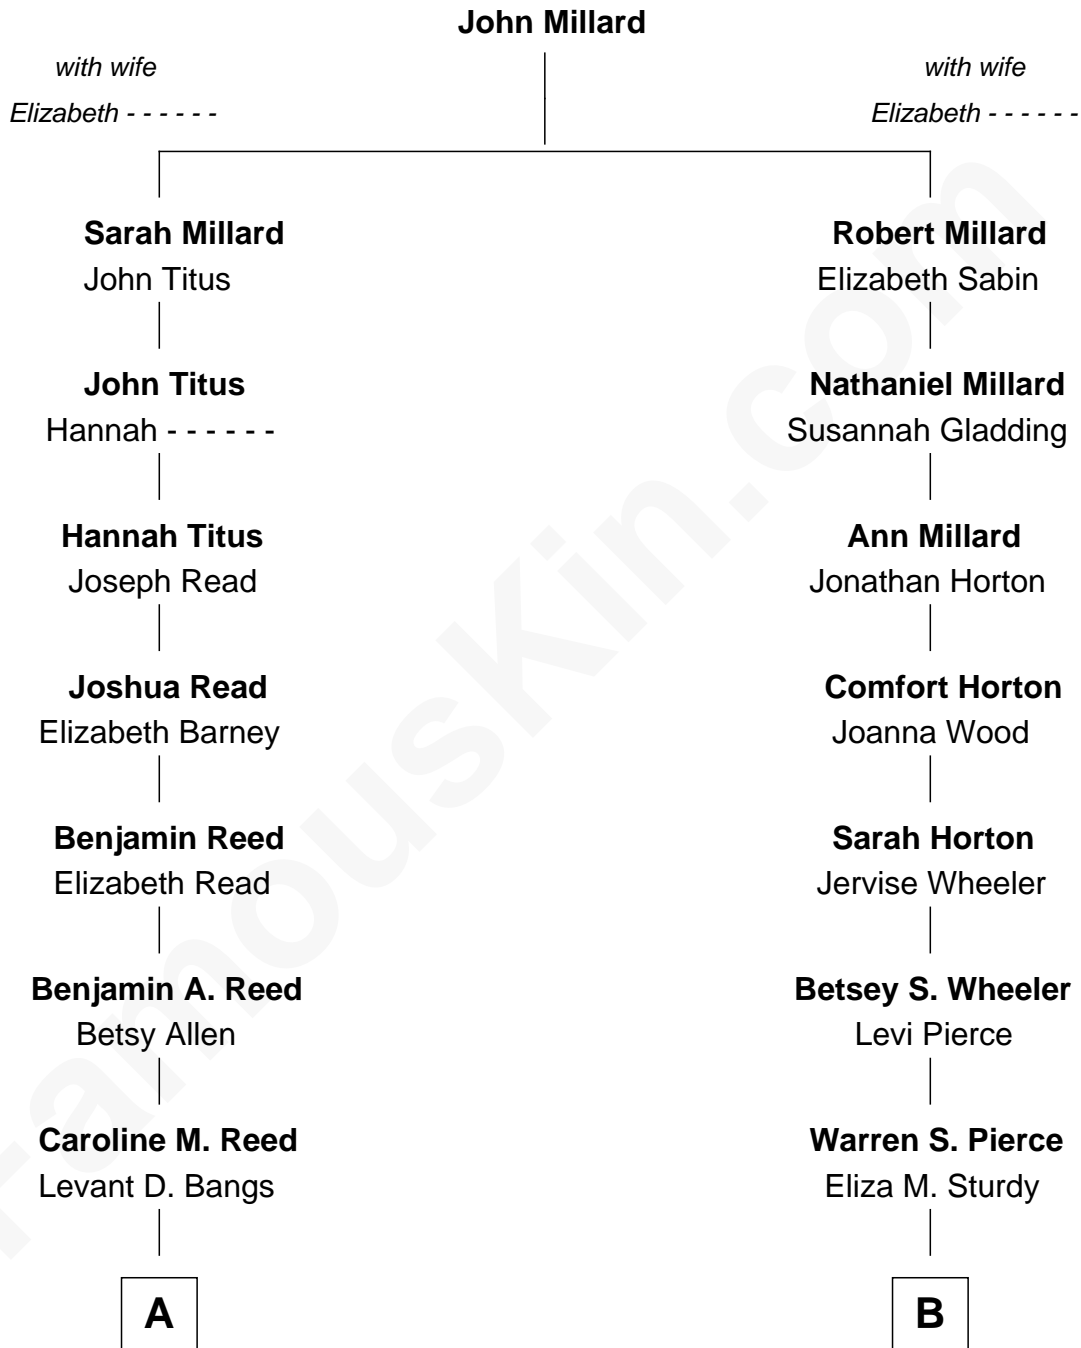 John Millard
with wife
Elizabeth - - - - - -
with wife
Elizabeth - - - - - -
Sarah Millard
John Titus
Robert Millard
Elizabeth Sabin
John Titus
Hannah - - - - - -
Nathaniel Millard
Susannah Gladding
Hannah Titus
Joseph Read
Ann Millard
Jonathan Horton
Joshua Read
Elizabeth Barney
Comfort Horton
Joanna Wood
Benjamin Reed
Elizabeth Read
Sarah Horton
Jervise Wheeler
Benjamin A. Reed
Betsy Allen
Betsey S. Wheeler
Levi Pierce
Caroline M. Reed
Levant D. Bangs
Warren S. Pierce
Eliza M. Sturdy
A
B
FamousKin.com